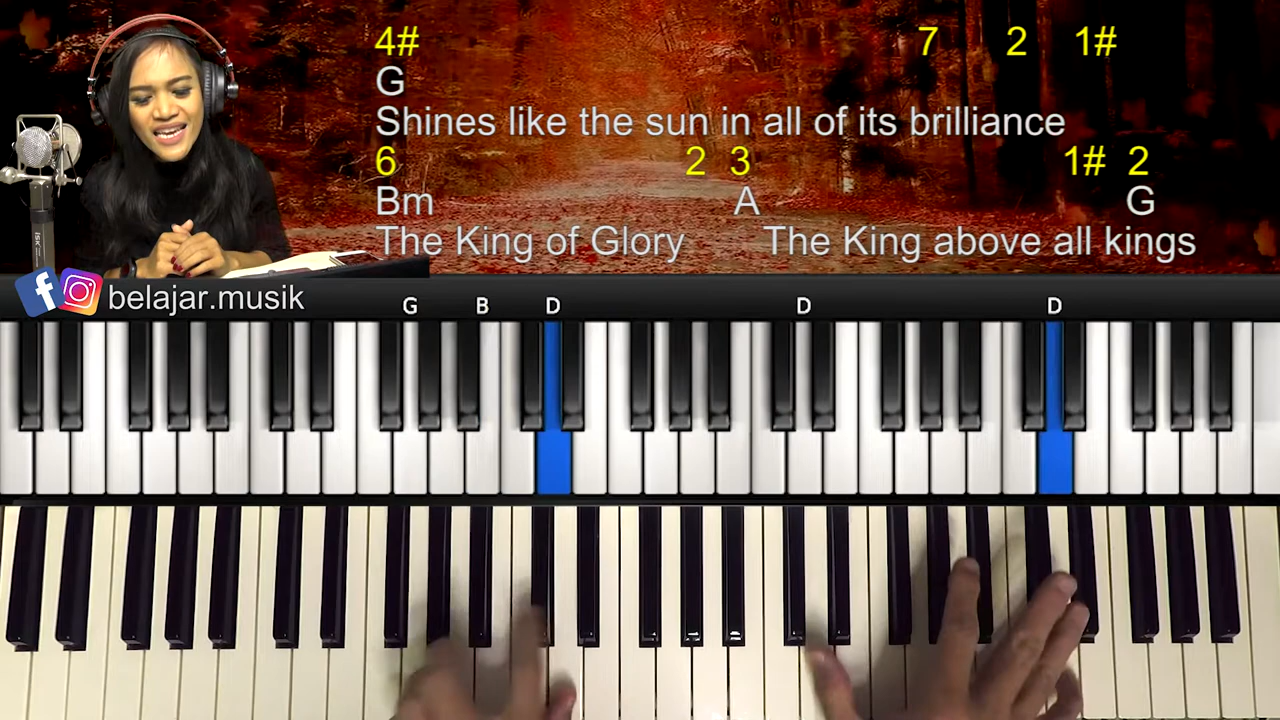 4# 7 2 1#
G
Shines like the sun in all of its brilliance
6 2 3 1# 2
Bm A G
The King of Glory The King above all kings
belajar.musik
G B D D D